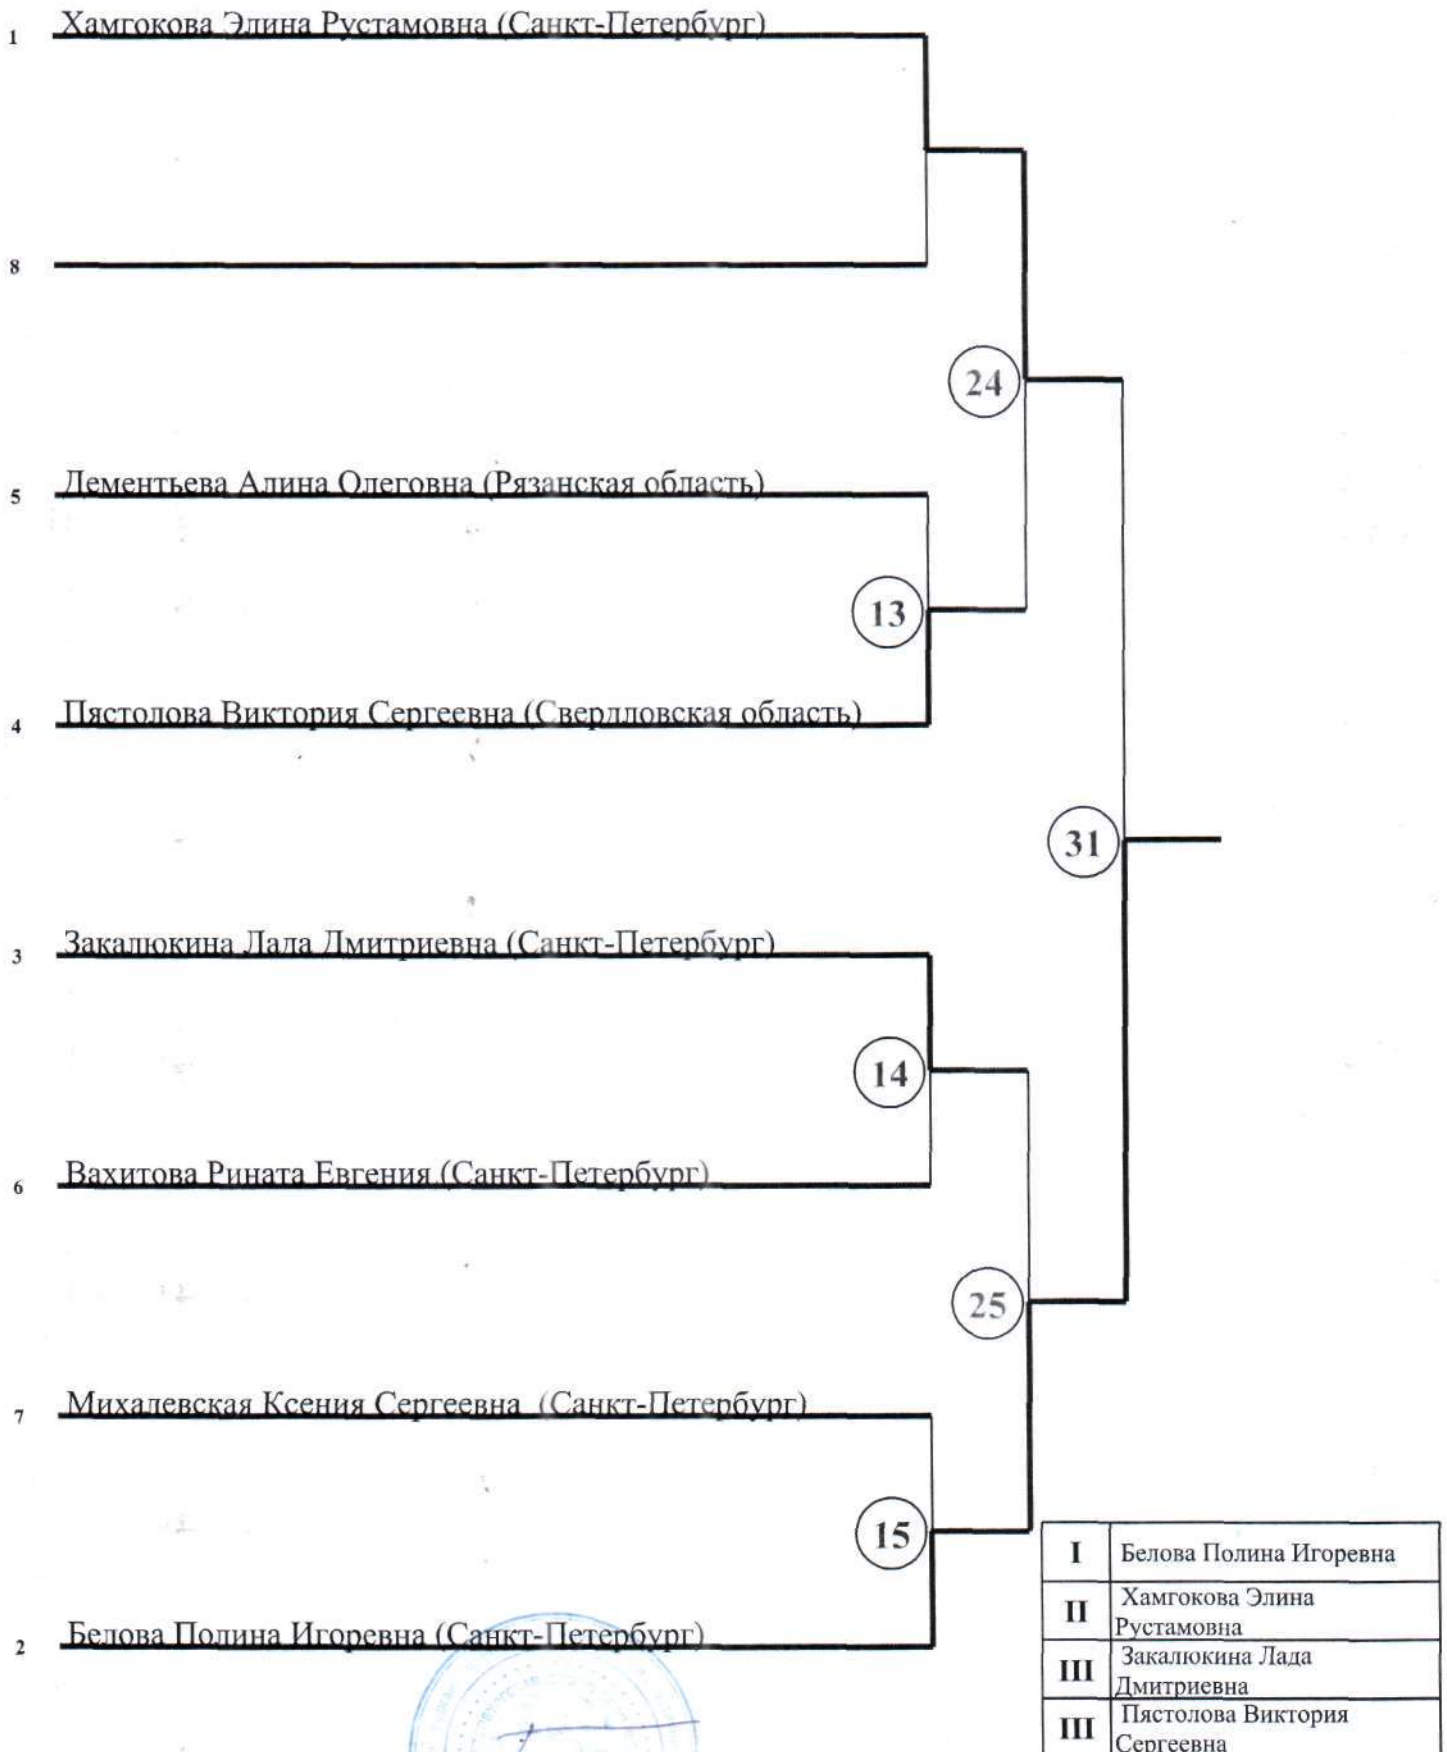 1 Хамгокова Элина Рустамовна (Санкт-Петербург)
8
24
5 Дементьева Алина Олеговна (Рязанская область)
13
4 Пястолова Виктория Сергеевна (Свердловская область)
31
3 Закалюкина Лада Дмитриевна (Санкт-Петербург)
14
6 Вахитова Рината Евгения (Санкт-Петербург)
25
7 Михалевская Ксения Сергеевна (Санкт-Петербург)
15
2 Белова Полина Игоревна (Санкт-Петербург)
I Белова Полина Игоревна
II Хамгокова Элина
Рустамовна
III Закалюкина Лада
Дмитриевна
III Пястолова Виктория
Сергеевна